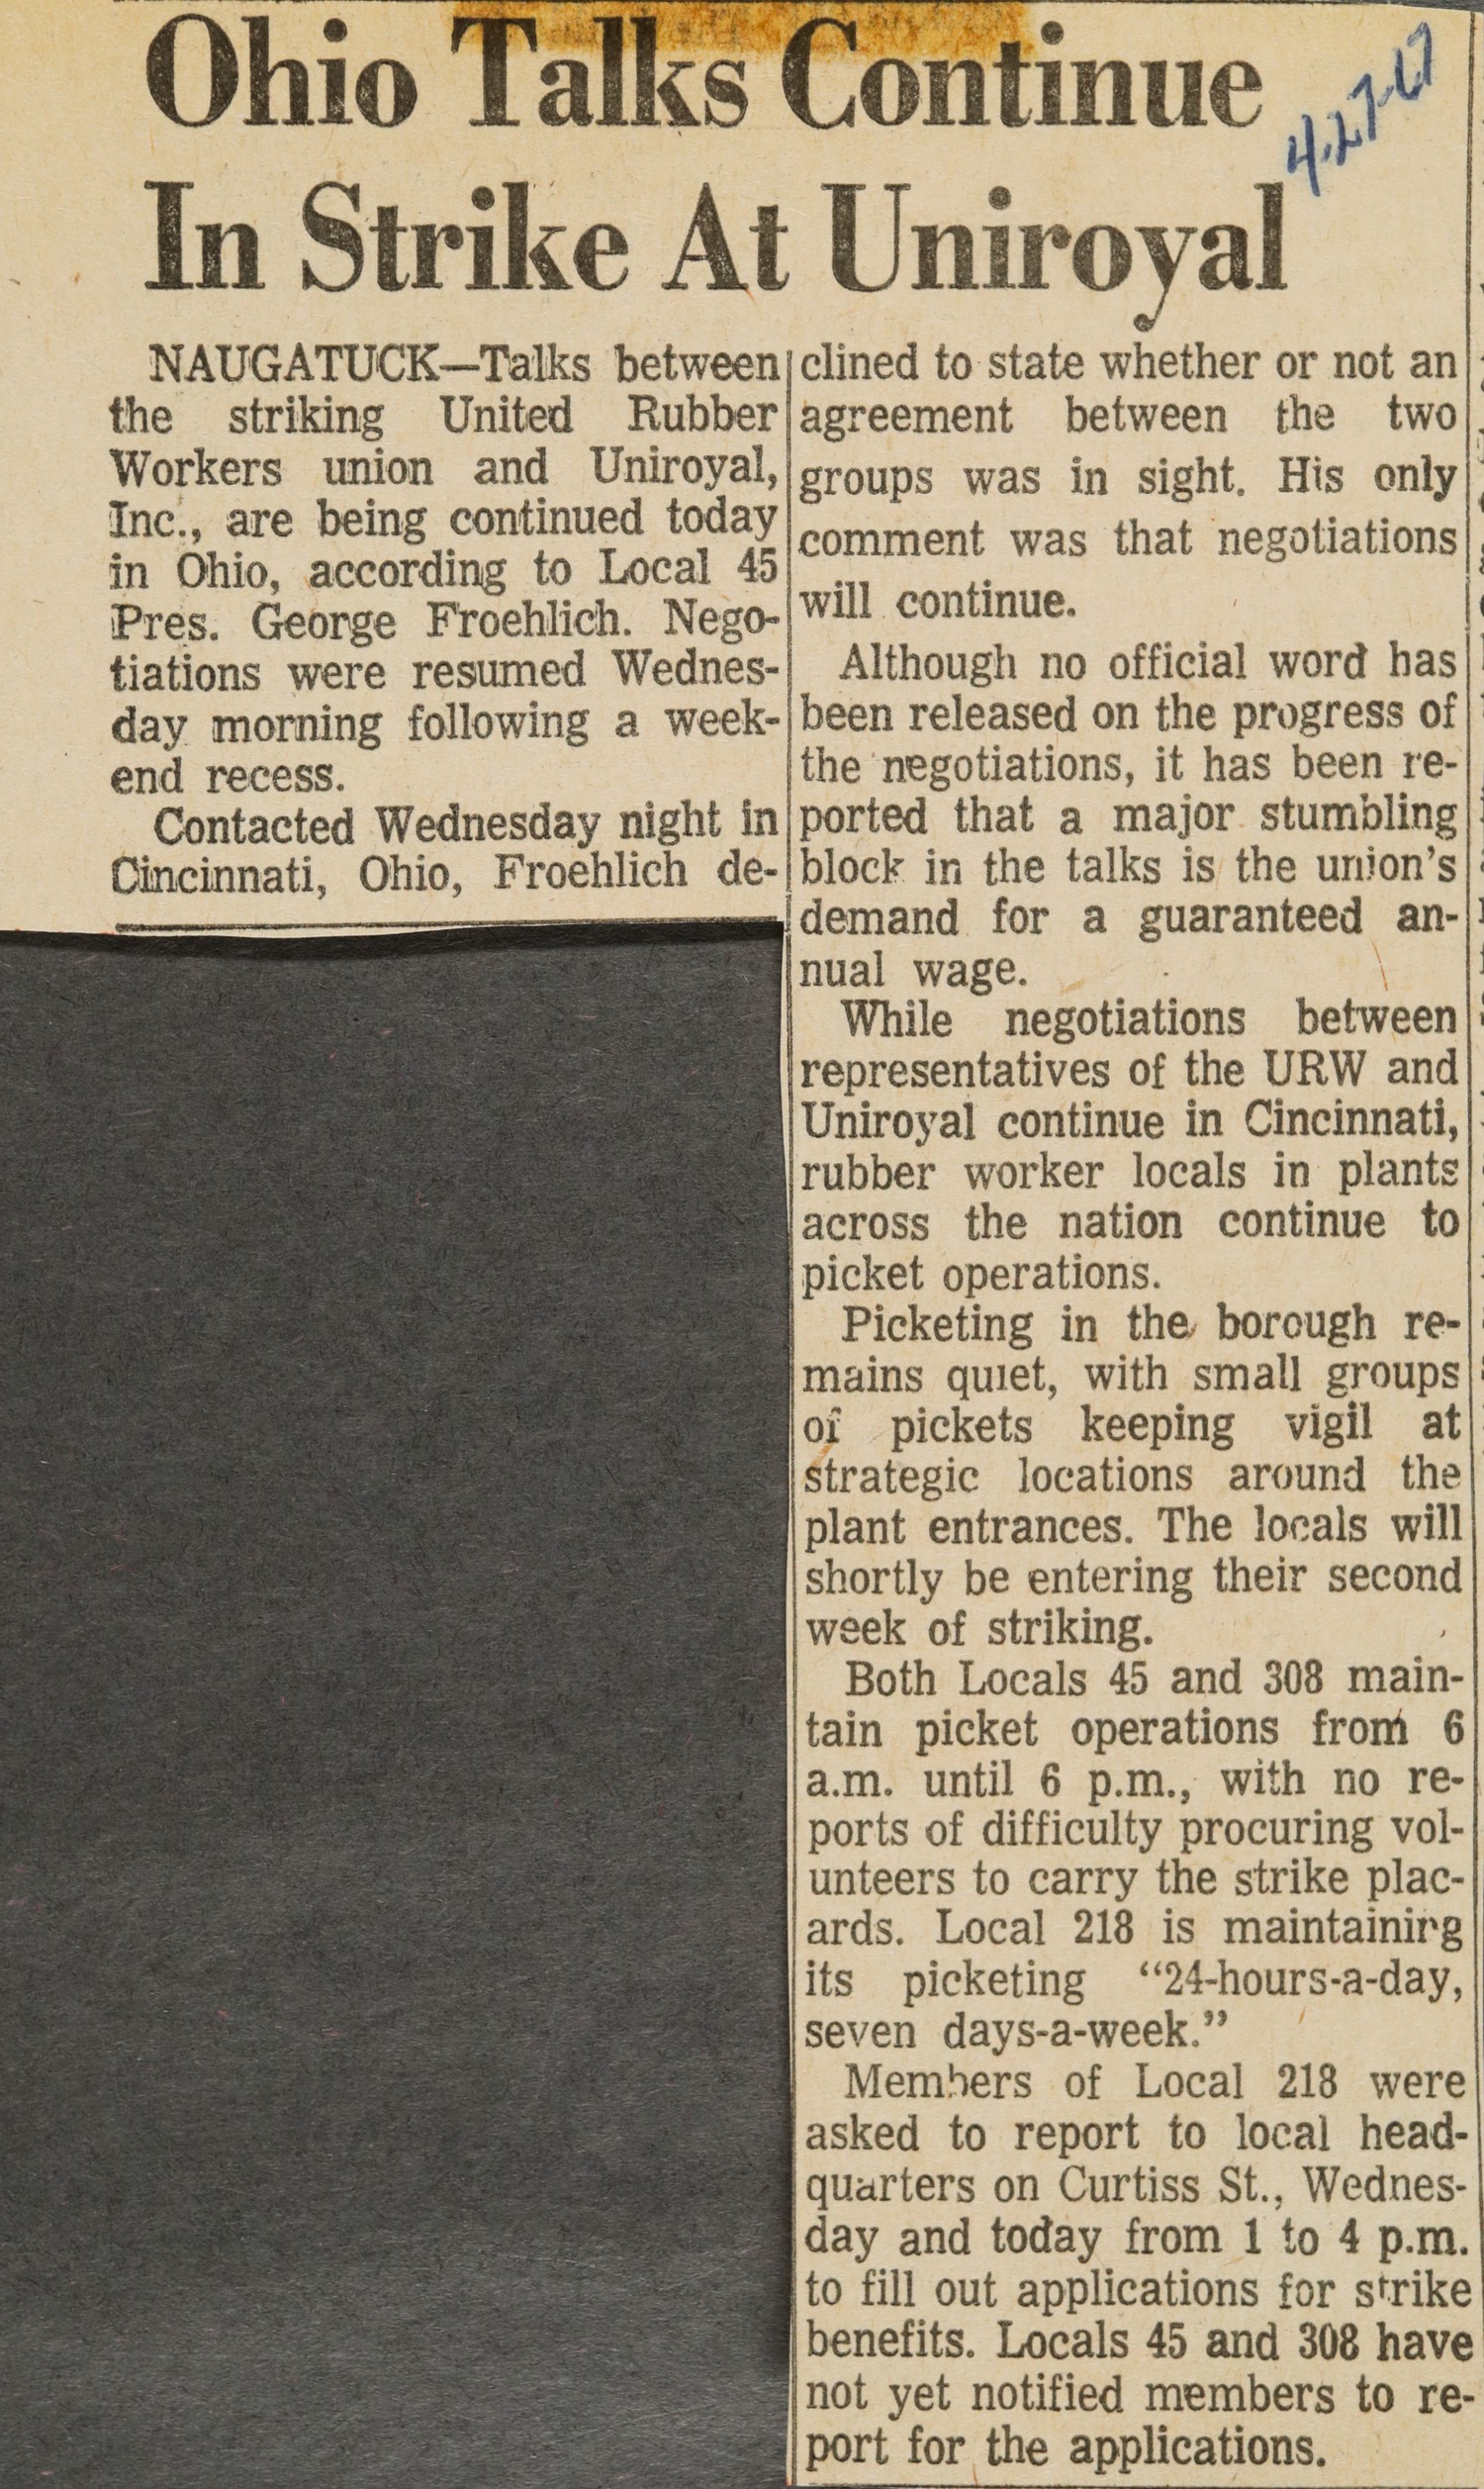 Ohio Talks Continue
In Strike At Uniroyal
4.27-67
NAUGATUCK—Talks between
the striking United Rubber
Workers union and Uniroyal,
Inc., are being continued today
in Ohio, according to Local 45
Pres. George Froehlich. Nego-
tiations were resumed Wednes-
day morning following a week-
end recess.
Contacted Wednesday night in
Cincinnati, Ohio, Froehlich de-
clined to state whether or not an
agreement between the two
groups was in sight. His only
comment was that negotiations
will continue.
Although no official word has
been released on the progress of
the negotiations, it has been re-
ported that a major stumbling
block in the talks is the union's
demand for a guaranteed an-
nual wage.
While negotiations between
representatives of the URW and
Uniroyal continue in Cincinnati,
rubber worker locals in plants
across the nation continue to
picket operations.
Picketing in the borough re-
mains quiet, with small groups
of pickets keeping vigil at
strategic locations around the
plant entrances. The locals will
shortly be entering their second
week of striking.
Both Locals 45 and 308 main-
tain picket operations from 6
a.m. until 6 p.m., with no re-
ports of difficulty procuring vol-
unteers to carry the strike plac-
ards. Local 218 is maintaining
its picketing “24-hours-a-day,
seven days-a-week.”
Members of Local 218 were
asked to report to local head-
quarters on Curtiss St., Wednes-
day and today from 1 to 4 p.m.
to fill out applications for strike
benefits. Locals 45 and 308 have
not yet notified members to re-
port for the applications.